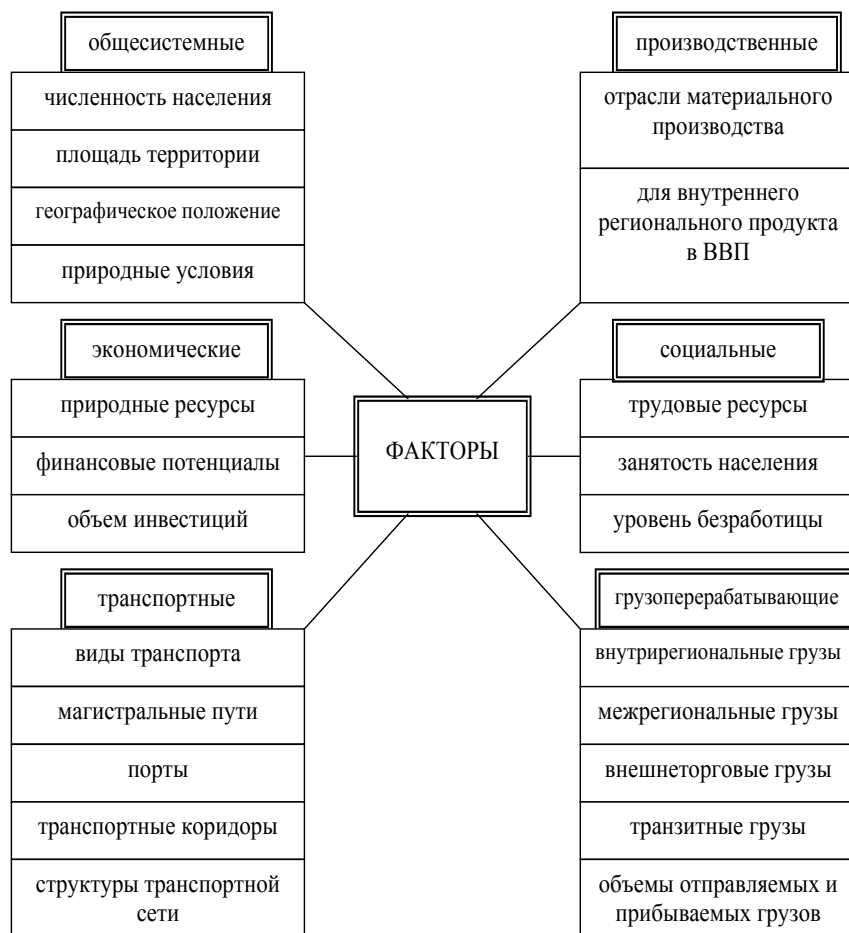 общесистемные
численность населения
площадь территории
географическое положение
природные условия
производственные
отрасли материального
производства
для внутреннего
регионального продукта
в ВВП
экономические
природные ресурсы
финансовые потенциалы
объем инвестиций
ФАКТОРЫ
социальные
трудовые ресурсы
занятость населения
уровень безработицы
транспортные
виды транспорта
магистральные пути
порты
транспортные коридоры
структуры транспортной
сети
грузоперерабатывающие
внутрирегиональные грузы
межрегиональные грузы
внешнеторговые грузы
транзитные грузы
объемы отправляемых и
прибываемых грузов